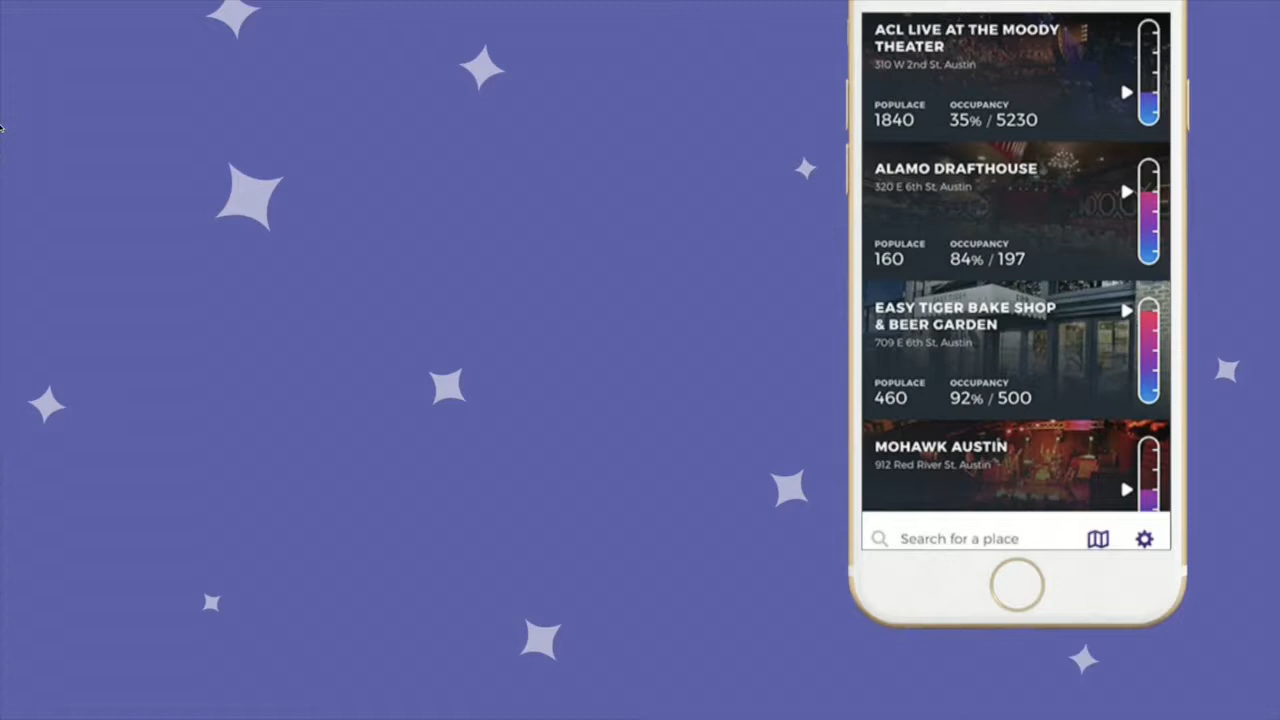 ACL LIVE AT THE MOODY
THEATER
310 W 2nd St, Austin
POPULACE OCCUPANCY
1840 35% / 5230
ALAMO DRAFTHOUSE
320 E 6th St, Austin
POPULACE OCCUPANCY
160 84% / 197
EASY TIGER BAKE SHOP
& BEER GARDEN
709 E 6th St, Austin
POPULACE OCCUPANCY
460 92% / 500
MOHAWK AUSTIN
912 Red River St, Austin
Search for a place